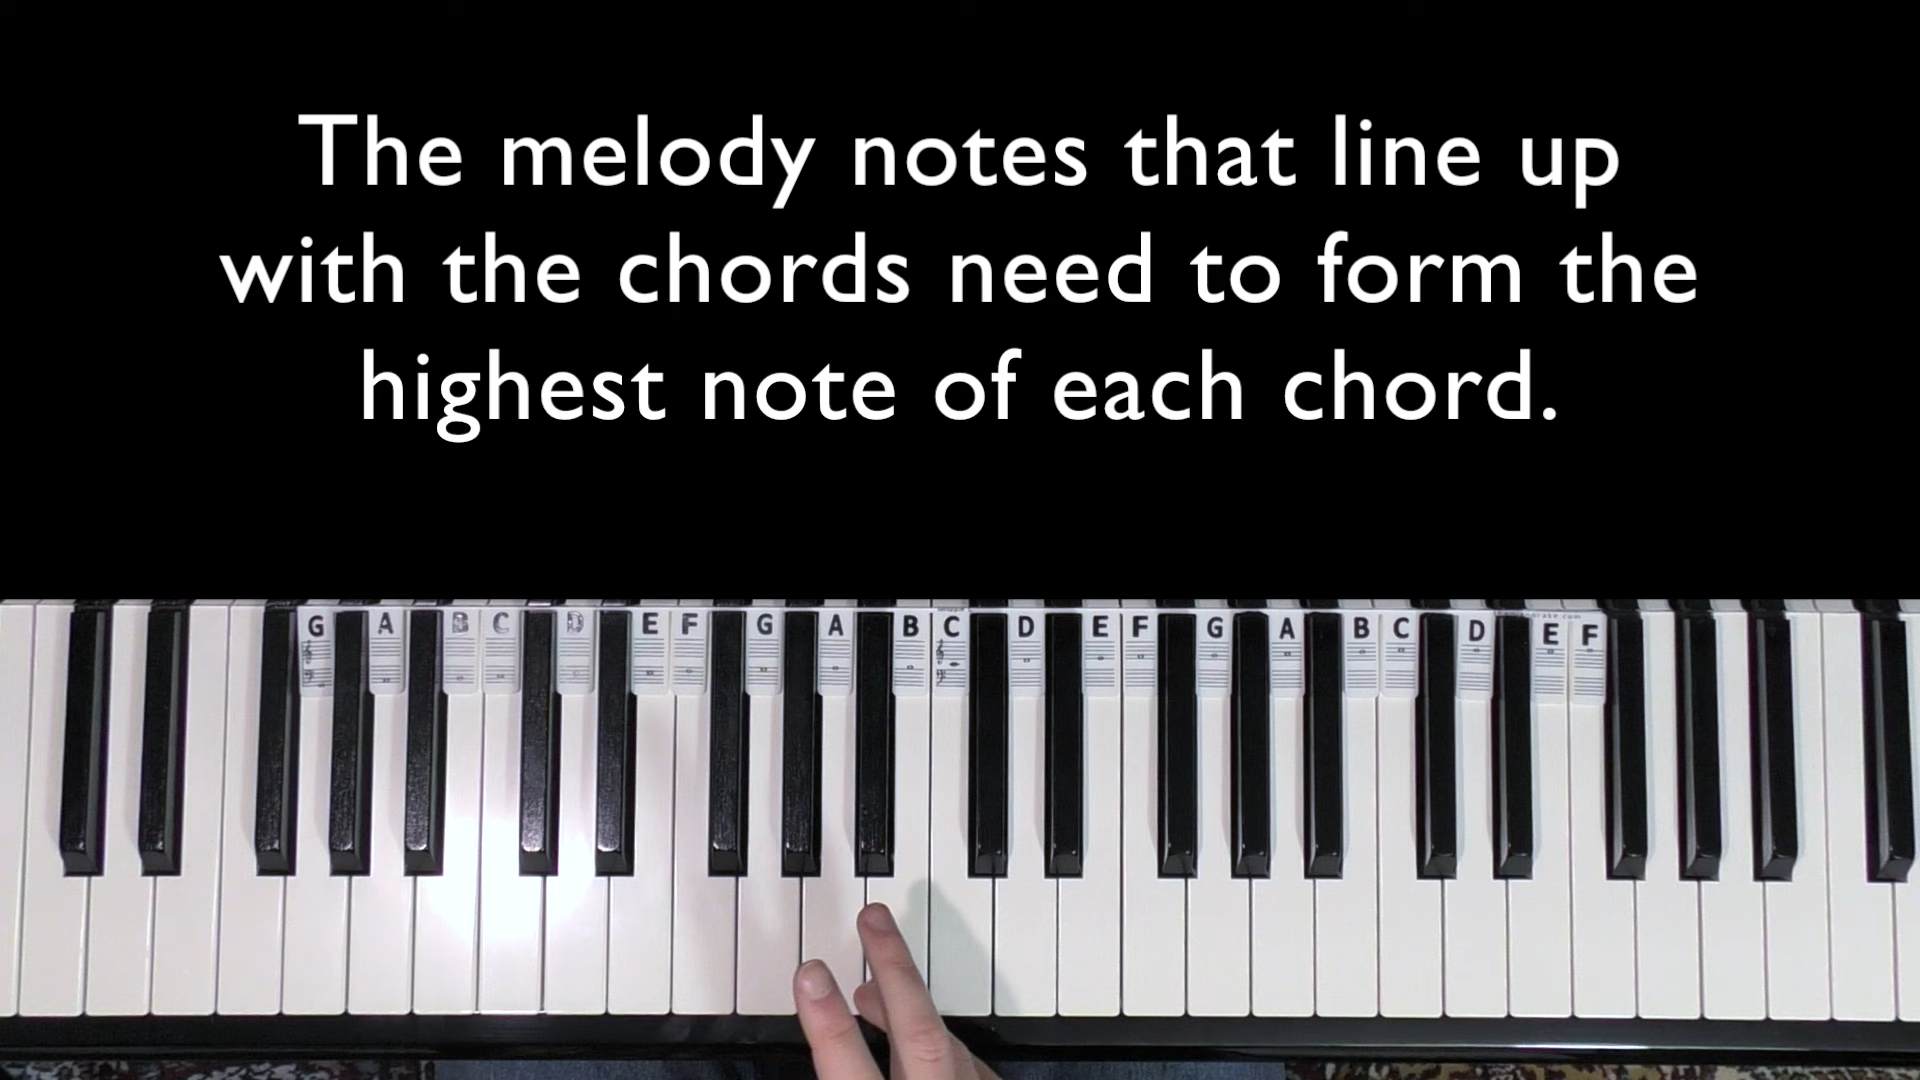 The melody notes that line up
with the chords need to form the
highest note of each chord.
G A B C D E F G A B C D E F G A B C D E F